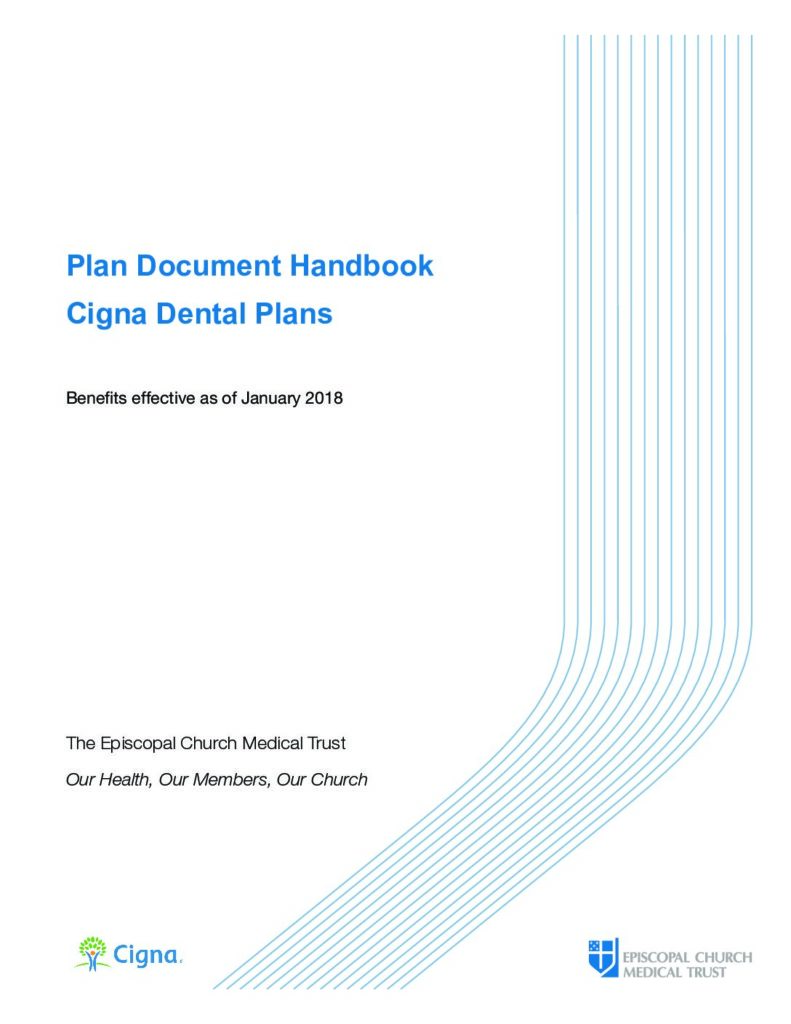 Plan Document Handbook
Cigna Dental Plans
Benefits effective as of January 2018
The Episcopal Church Medical Trust
Our Health, Our Members, Our Church
Cigna.
EPISCOPAL CHURCH
MEDICAL TRUST